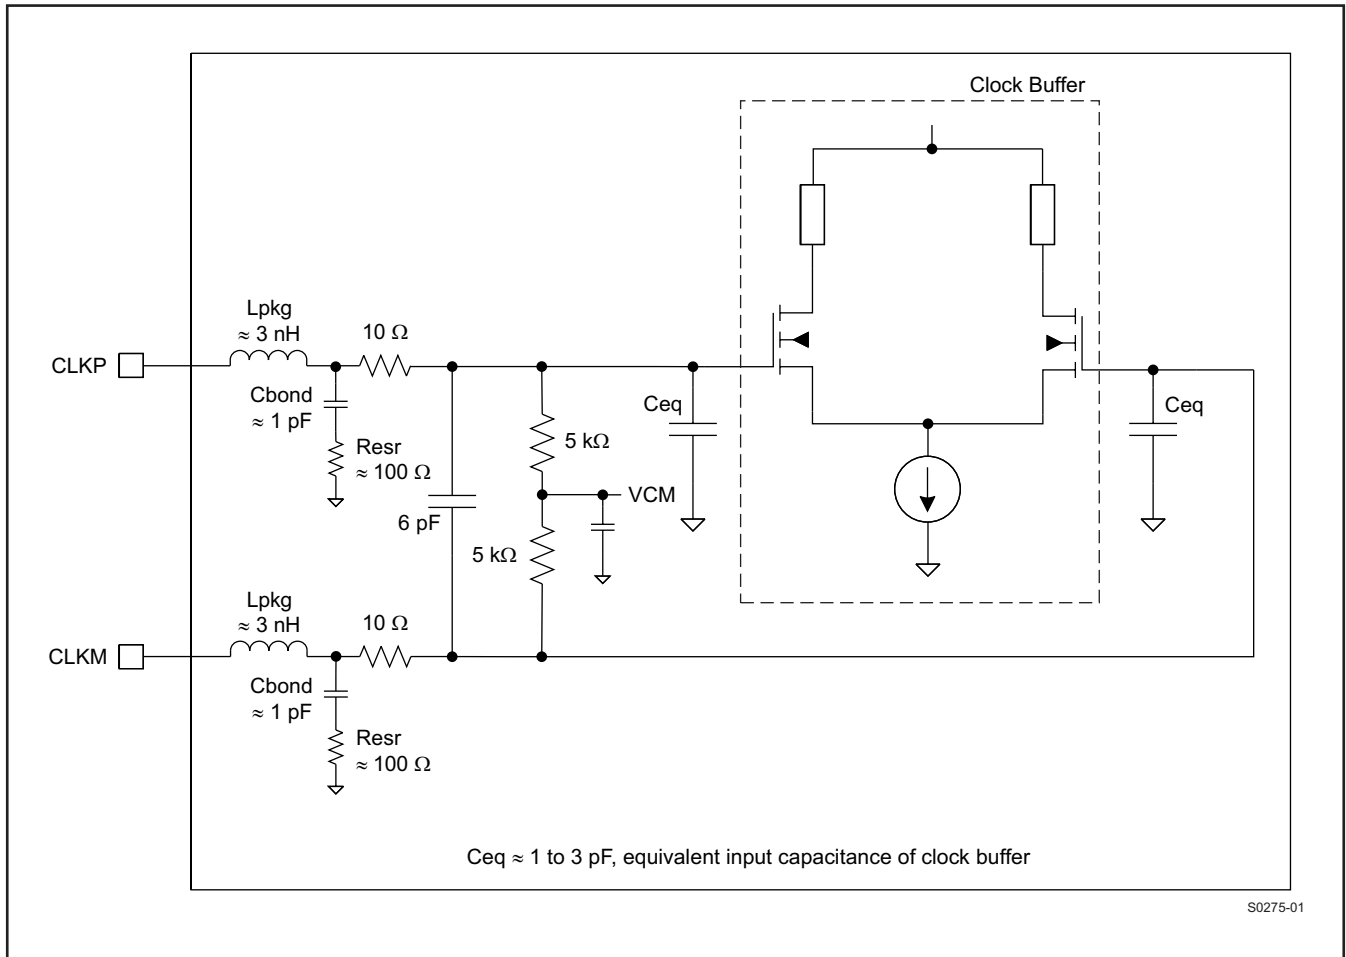 Clock Buffer
Lpkg
≈ 3 nH
10 Ω
CLKP
Cbond
≈ 1 pF
Resr
≈ 100 Ω
6 pF
5 kΩ
VCM
5 kΩ
Ceq
Ceq
Lpkg
≈ 3 nH
10 Ω
CLKM
Cbond
≈ 1 pF
Resr
≈ 100 Ω
Ceq ≈ 1 to 3 pF, equivalent input capacitance of clock buffer
S0275-01